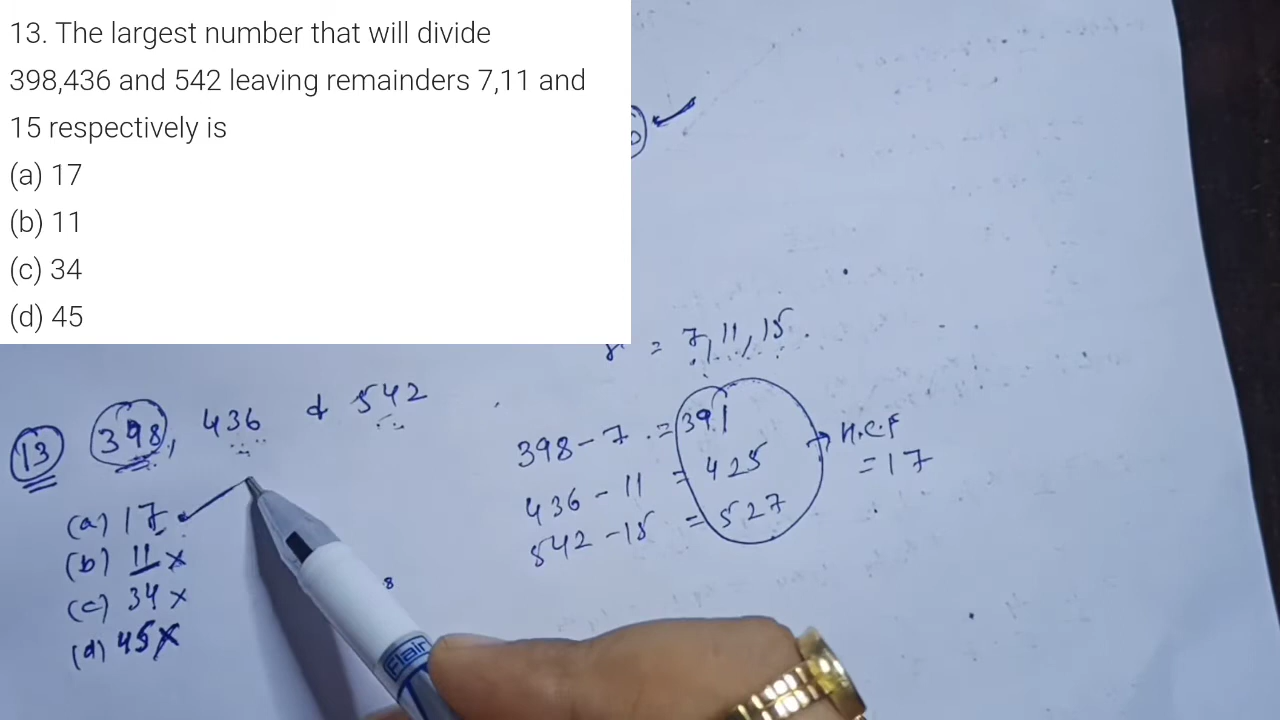 13. The largest number that will divide
398,436 and 542 leaving remainders 7,11 and
15 respectively is
(a) 17
(b) 11
(c) 34
(d) 45
r = 7, 11, 15.
13 398, 436 & 542
398 - 7 = 391
436 - 11 = 425
542 - 15 = 527
→ H.C.F
= 17
(a) 17
(b) 11 x
(c) 34 x
(d) 45 x
Flair